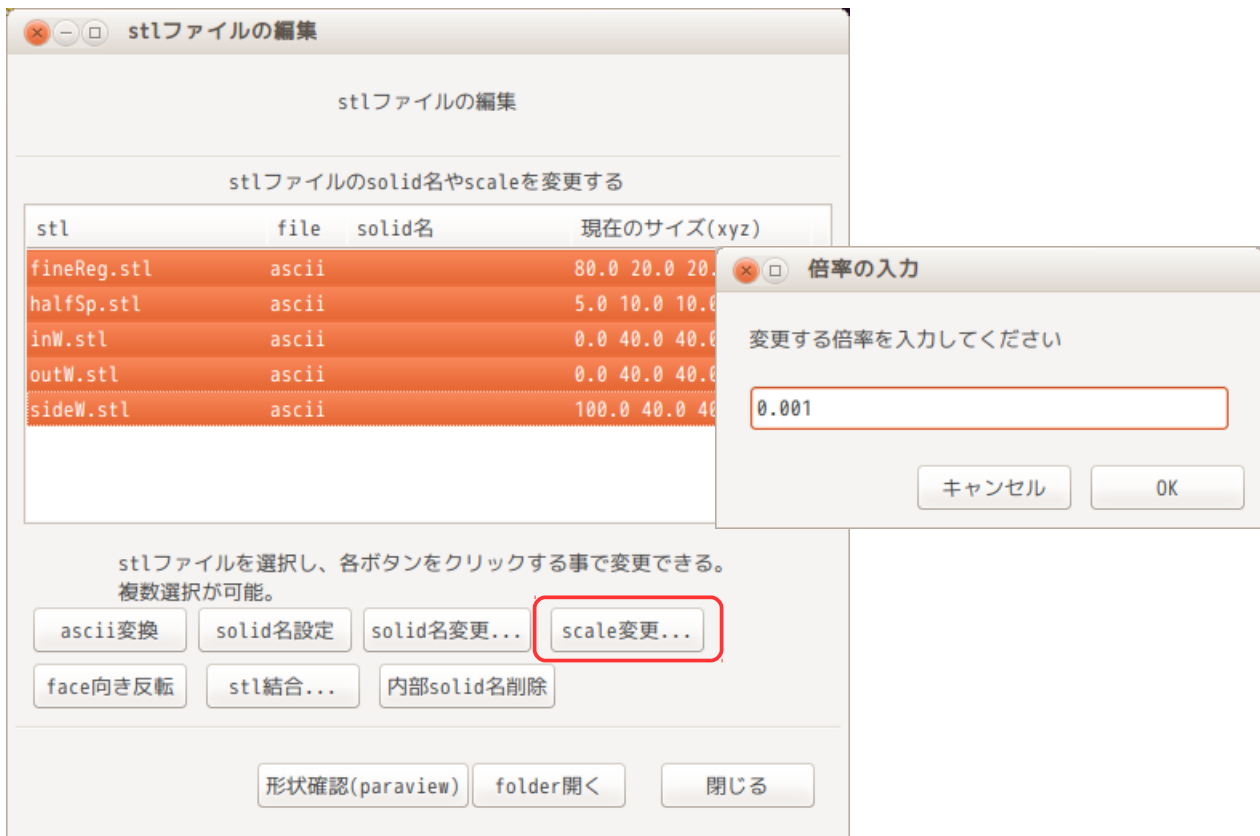 stlファイルの編集
stlファイルの編集
stlファイルのsolid名やscaleを変更する
stl file solid名 現在のサイズ(xyz)
fineReg.stl ascii 80.0 20.0 20.
halfSp.stl ascii 5.0 10.0 10.0
inW.stl ascii 0.0 40.0 40.0
outW.stl ascii 0.0 40.0 40.0
sideW.stl ascii 100.0 40.0 40
倍率の入力
変更する倍率を入力してください
0.001
キャンセル OK
stlファイルを選択し、各ボタンをクリックする事で変更できる。
複数選択が可能。
ascii変換 solid名設定 solid名変更... scale変更...
face向き反転 stl結合... 内部solid名削除
形状確認(paraview) folder開く 閉じる